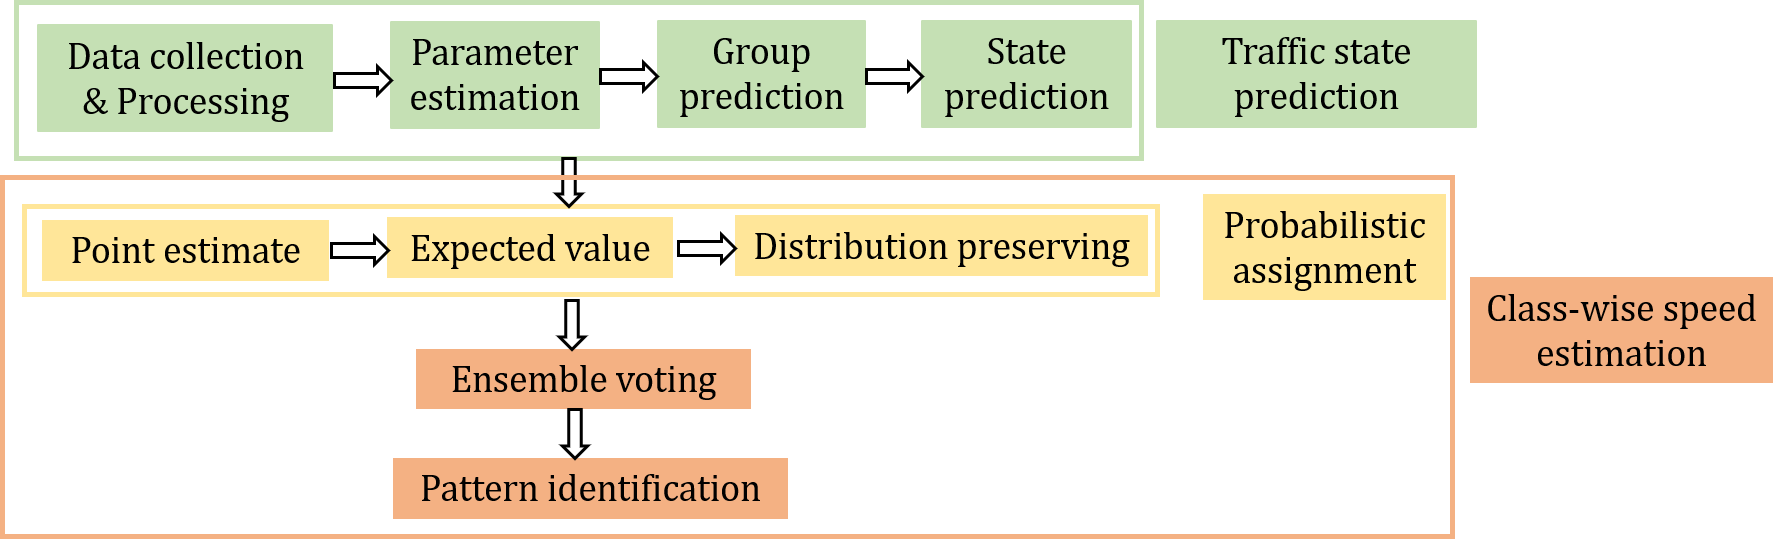 Data collection
& Processing
Parameter
estimation
Group
prediction
State
prediction
Traffic state
prediction
Point estimate
Expected value
Distribution preserving
Probabilistic
assignment
Class-wise speed
estimation
Ensemble voting
Pattern identification